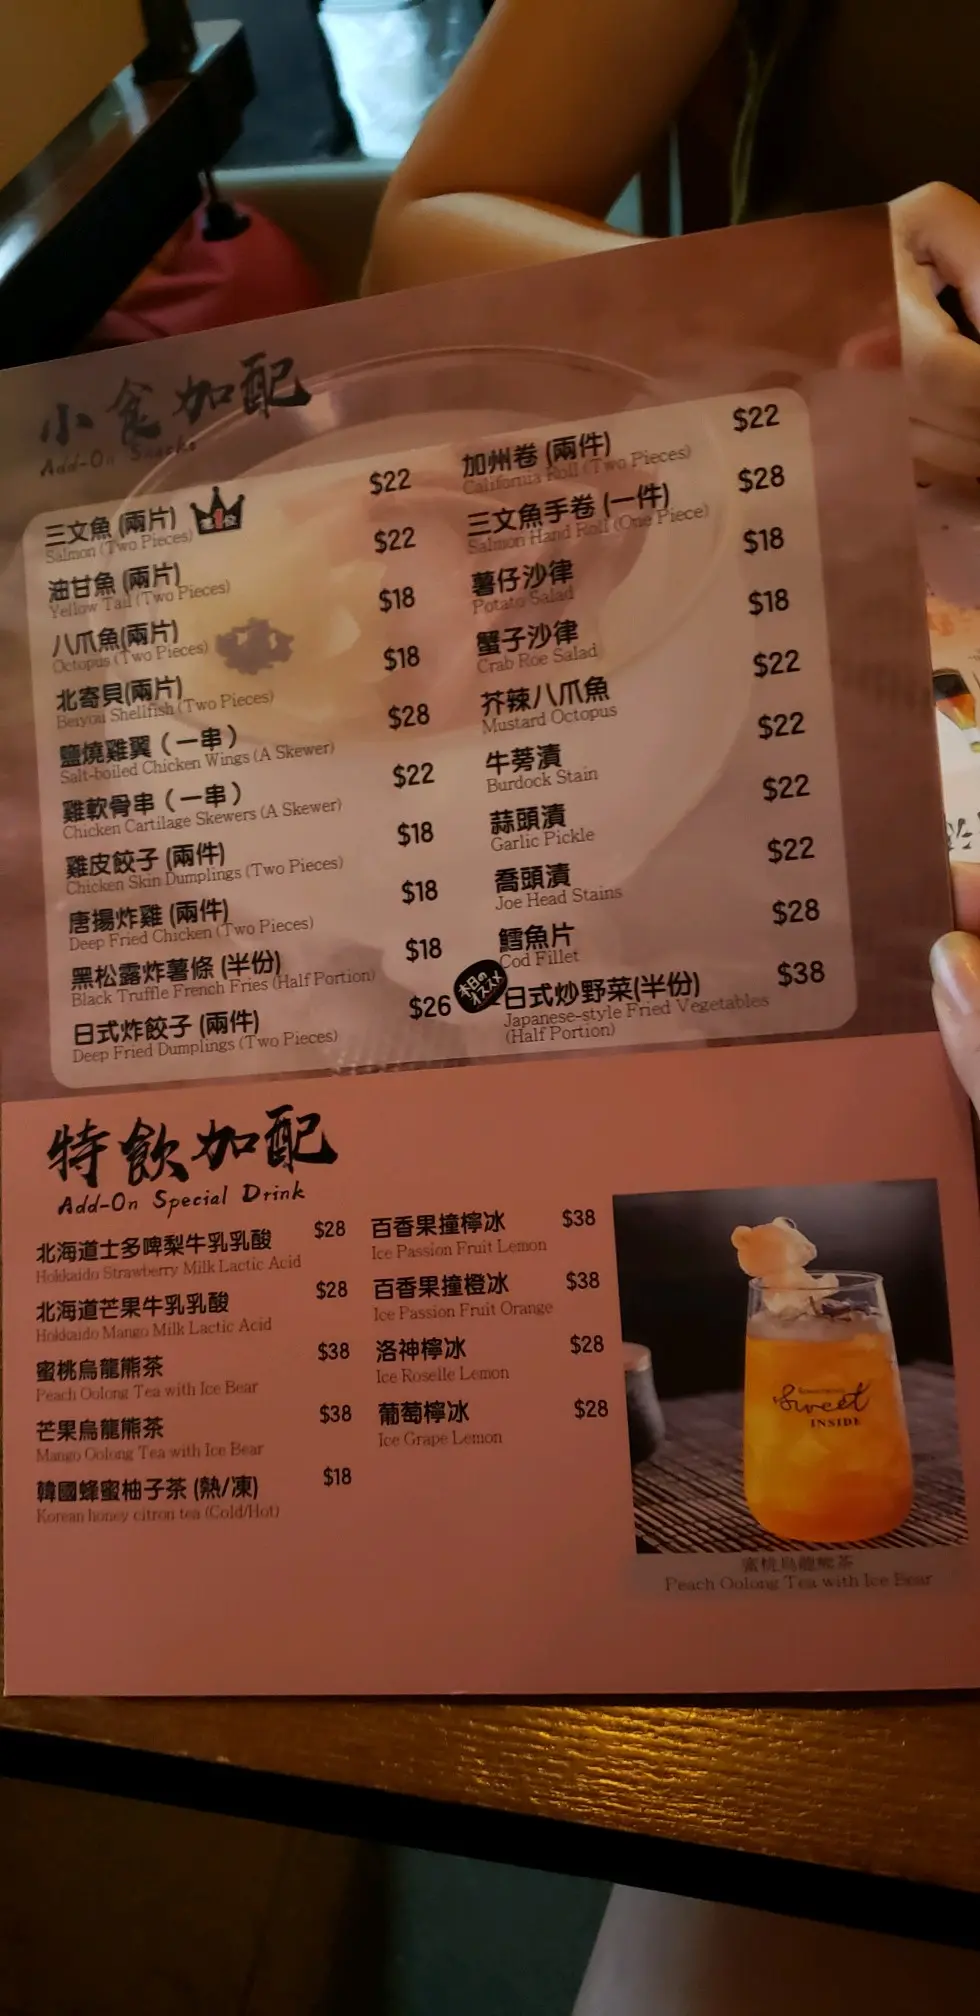 小食加配
Add-On Snacks
三文魚 (兩片) $22
Salmon (Two Pieces)
油甘魚 (兩片) $22
Yellow Tail (Two Pieces)
八爪魚(兩片) $18
Octopus (Two Pieces)
北寄貝(兩片) $18
Beiyou Shellfish (Two Pieces)
鹽燒雞翼 (一串) $28
Salt-boiled Chicken Wings (A Skewer)
雞軟骨串 (一串) $22
Chicken Cartilage Skewers (A Skewer)
雞皮餃子 (兩件) $18
Chicken Skin Dumplings (Two Pieces)
唐揚炸雞 (兩件) $18
Deep Fried Chicken (Two Pieces)
黑松露炸薯條 (半份) $18
Black Truffle French Fries (Half Portion)
日式炸餃子 (兩件) $26
Deep Fried Dumplings (Two Pieces)
加州卷 (兩件) $22
California Roll (Two Pieces)
三文魚手卷 (一件) $28
Salmon Hand Roll (One Piece)
薯仔沙律 $18
Potato Salad
蟹子沙律 $18
Crab Roe Salad
芥辣八爪魚 $22
Mustard Octopus
牛蒡漬 $22
Burdock Stain
蒜頭漬 $22
Garlic Pickle
喬頭漬 $22
Joe Head Stains
鱈魚片 $28
Cod Fillet
日式炒野菜(半份) $38
Japanese-style Fried Vegetables
(Half Portion)
特飲加配
Add-On Special Drink
北海道士多啤梨牛乳乳酸 $28
Hokkaido Strawberry Milk Lactic Acid
北海道芒果牛乳乳酸 $28
Hokkaido Mango Milk Lactic Acid
蜜桃烏龍熊茶 $38
Peach Oolong Tea with Ice Bear
芒果烏龍熊茶 $38
Mango Oolong Tea with Ice Bear
韓國蜂蜜柚子茶 (熱/凍) $18
Korean honey citron tea (Cold/Hot)
百香果撞檸冰 $38
Ice Passion Fruit Lemon
百香果撞橙冰 $38
Ice Passion Fruit Orange
洛神檸冰 $28
Ice Roselle Lemon
葡萄檸冰 $28
Ice Grape Lemon
Sweet
INSIDE
蜜桃烏龍熊茶
Peach Oolong Tea with Ice Bear